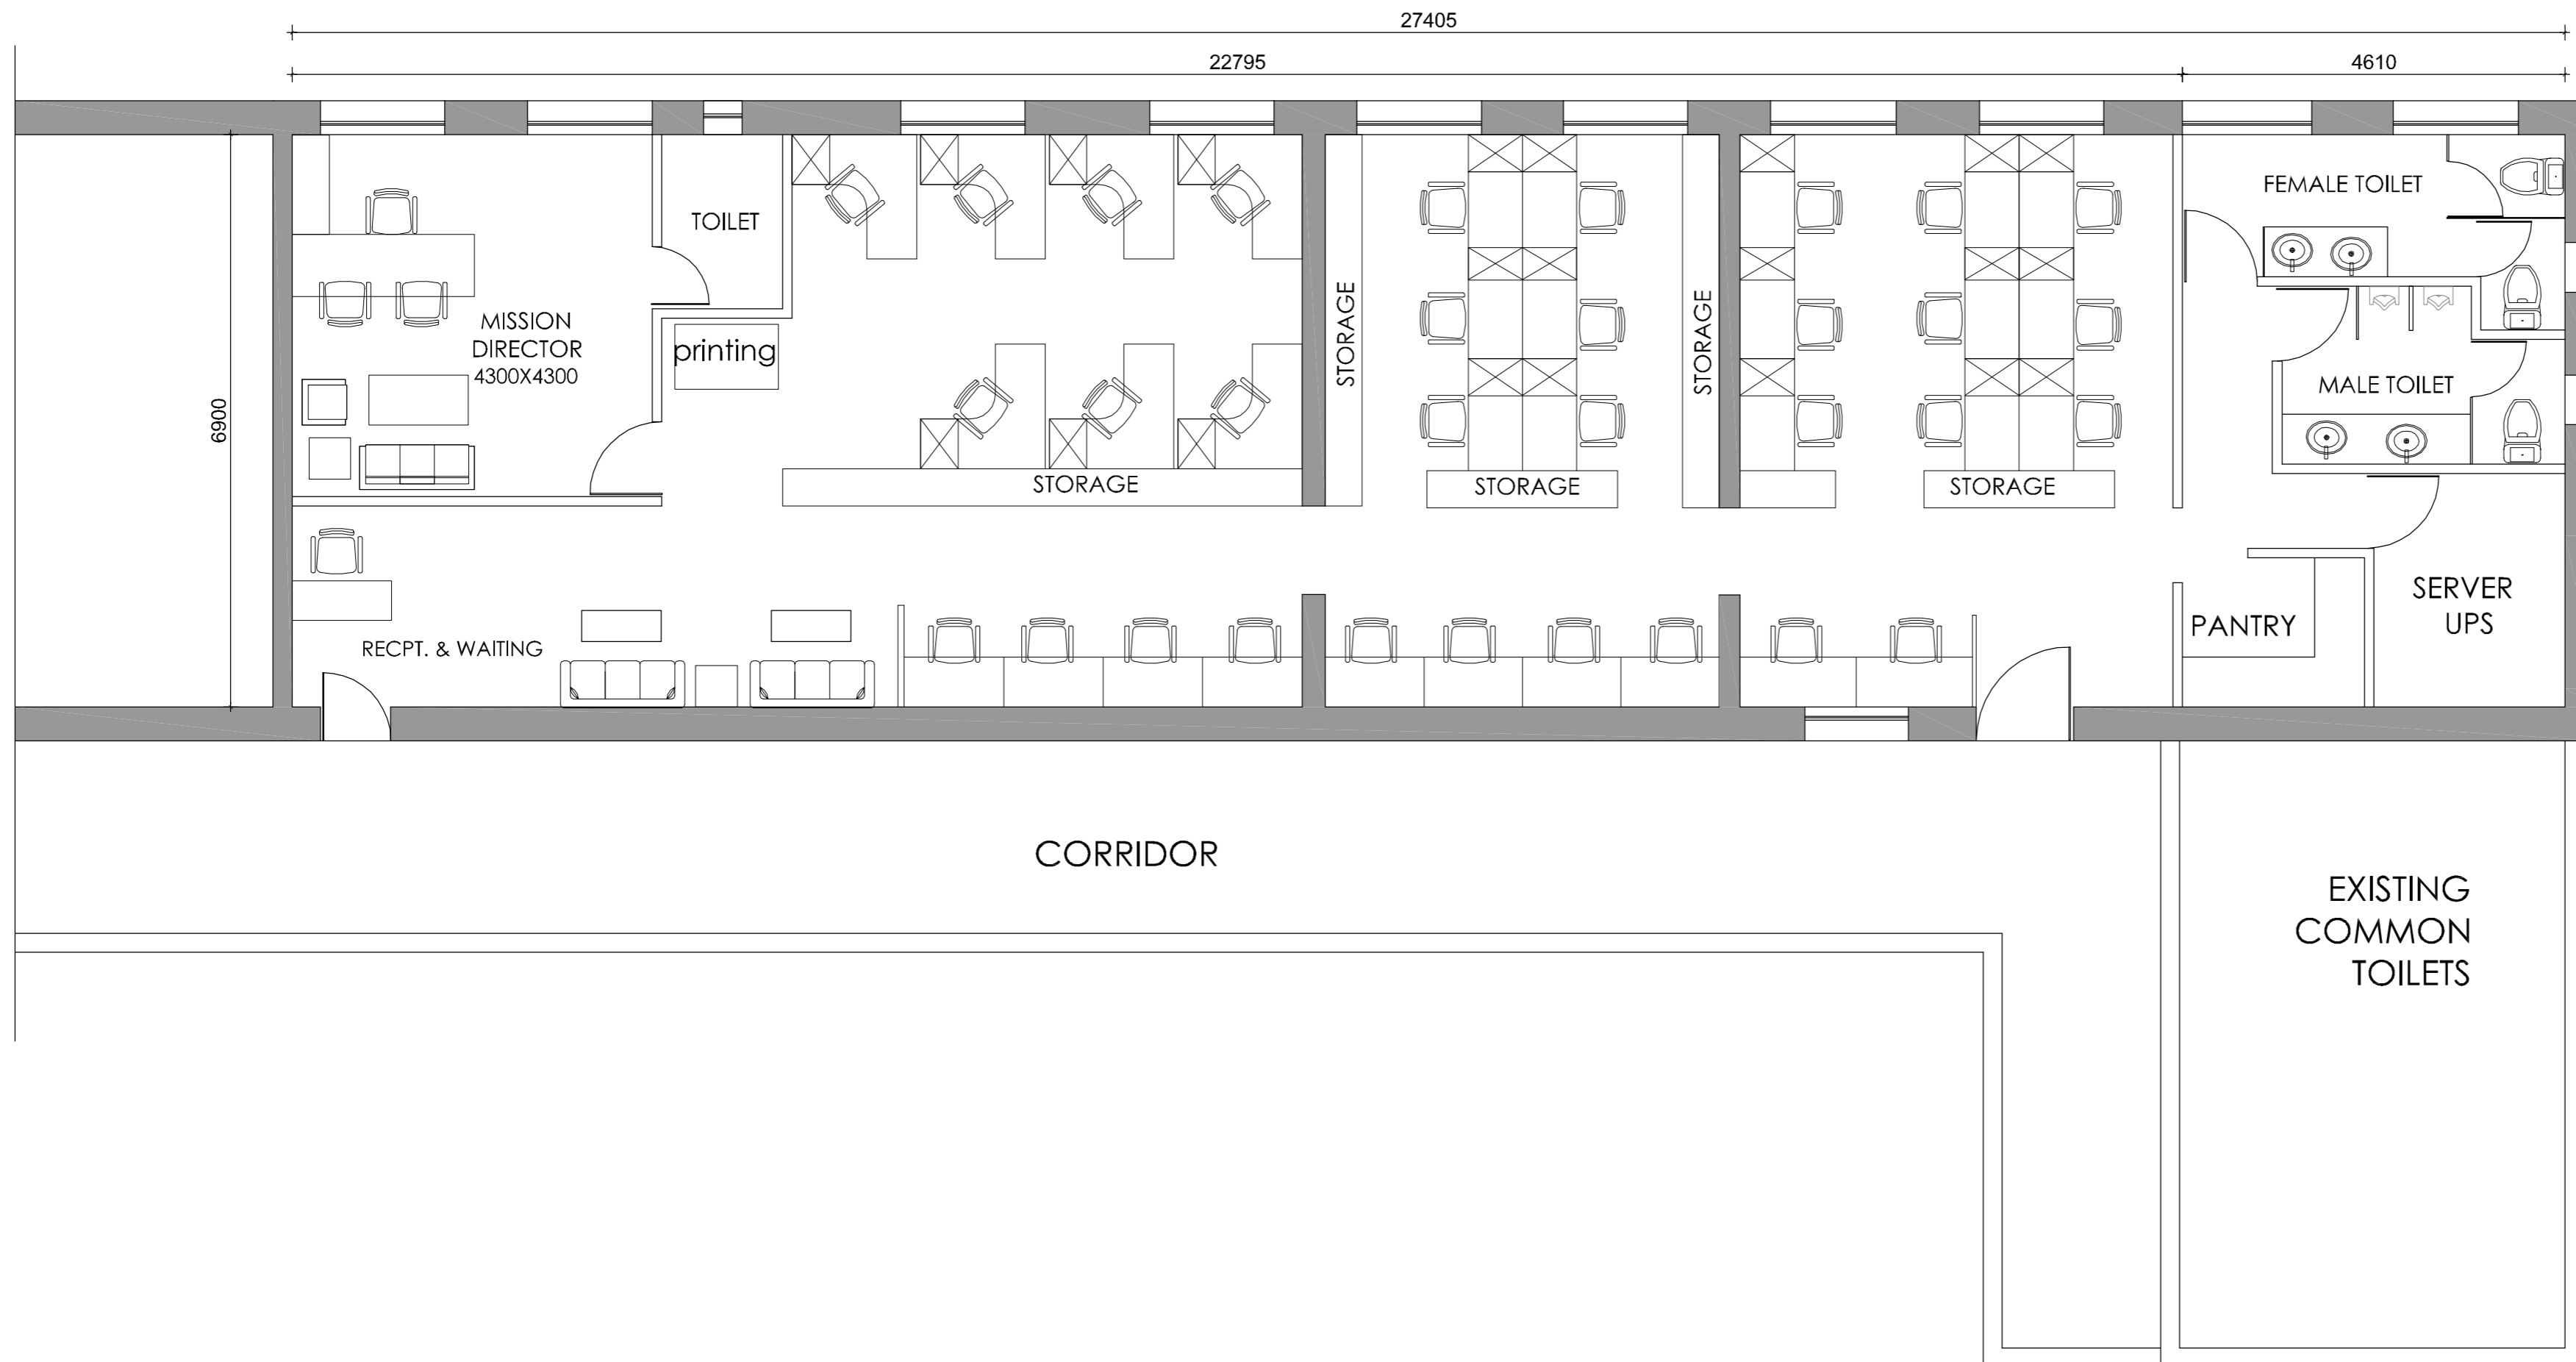 27405
22795
4610
6900
MISSION
DIRECTOR
4300X4300
TOILET
printing
STORAGE
STORAGE
STORAGE
STORAGE
STORAGE
FEMALE TOILET
MALE TOILET
RECPT. & WAITING
PANTRY
SERVER
UPS
CORRIDOR
EXISTING
COMMON
TOILETS